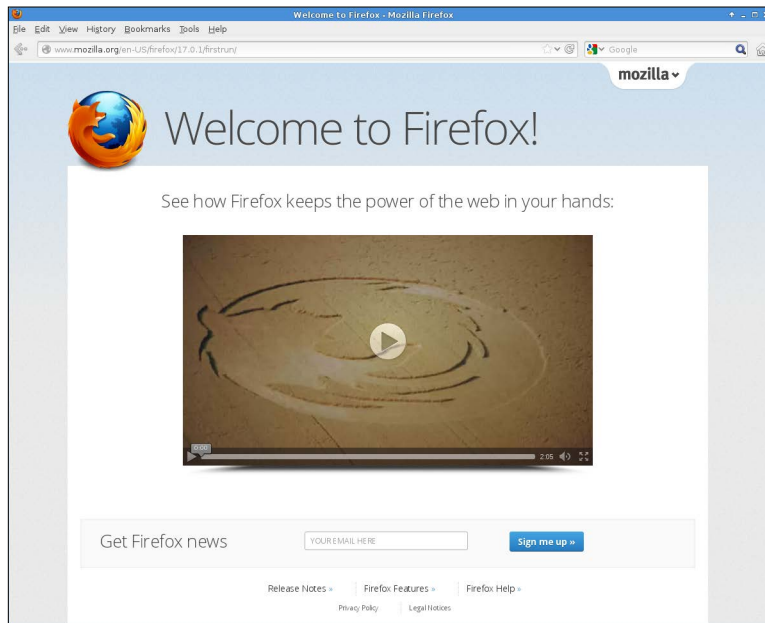 Welcome to Firefox - Mozilla Firefox
File Edit View History Bookmarks Tools Help
www.mozilla.org/en-US/firefox/17.0.1/firstrun/ Google
mozilla
Welcome to Firefox!
See how Firefox keeps the power of the web in your hands:
0:00
2:05
Get Firefox news YOUR EMAIL HERE Sign me up »
Release Notes » Firefox Features » Firefox Help »
Privacy Policy Legal Notices